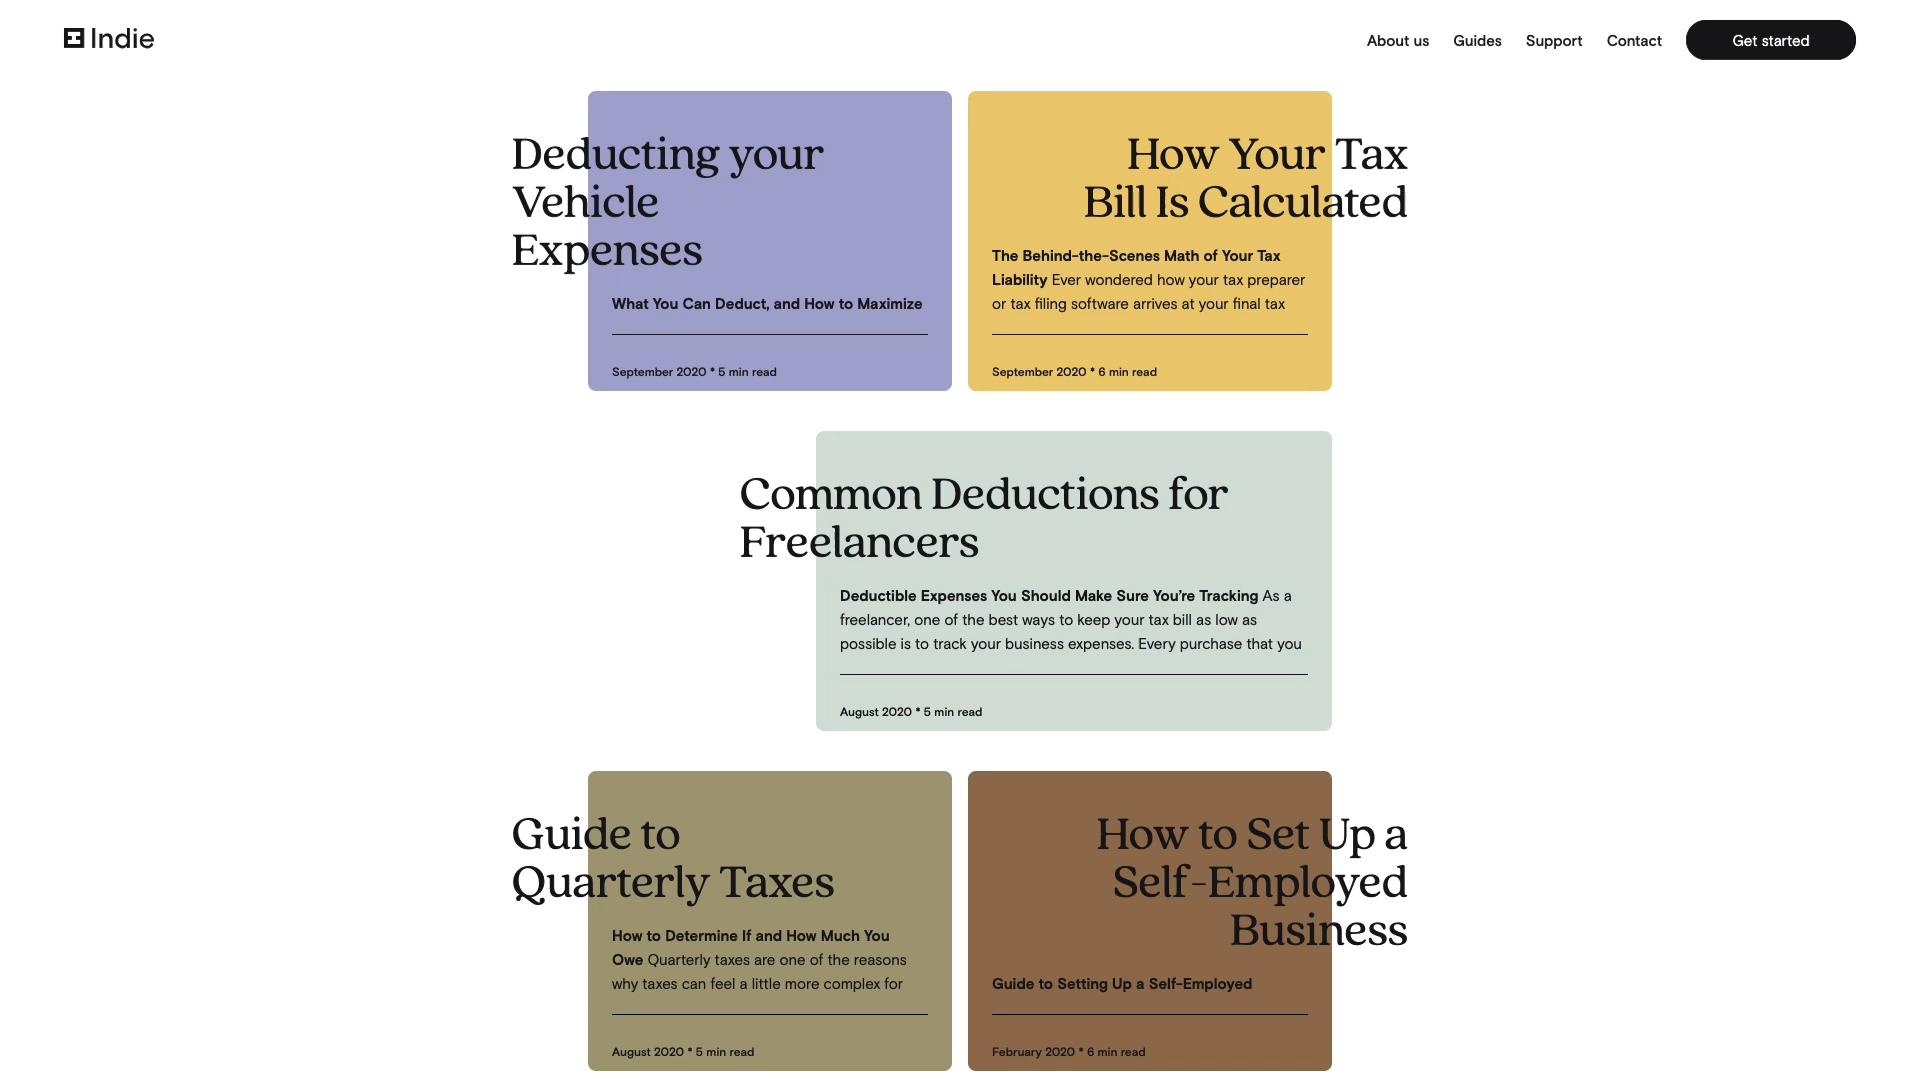 Indie
About us
Guides
Support
Contact
Get started
Deducting your
Vehicle
Expenses
What You Can Deduct, and How to Maximize
September 2020 * 5 min read
How Your Tax
Bill Is Calculated
The Behind-the-Scenes Math of Your Tax
Liability Ever wondered how your tax preparer
or tax filing software arrives at your final tax
September 2020 * 6 min read
Common Deductions for
Freelancers
Deductible Expenses You Should Make Sure You’re Tracking As a
freelancer, one of the best ways to keep your tax bill as low as
possible is to track your business expenses. Every purchase that you
August 2020 * 5 min read
Guide to
Quarterly Taxes
How to Determine If and How Much You
Owe Quarterly taxes are one of the reasons
why taxes can feel a little more complex for
August 2020 * 5 min read
How to Set Up a
Self-Employed
Business
Guide to Setting Up a Self-Employed
February 2020 * 6 min read